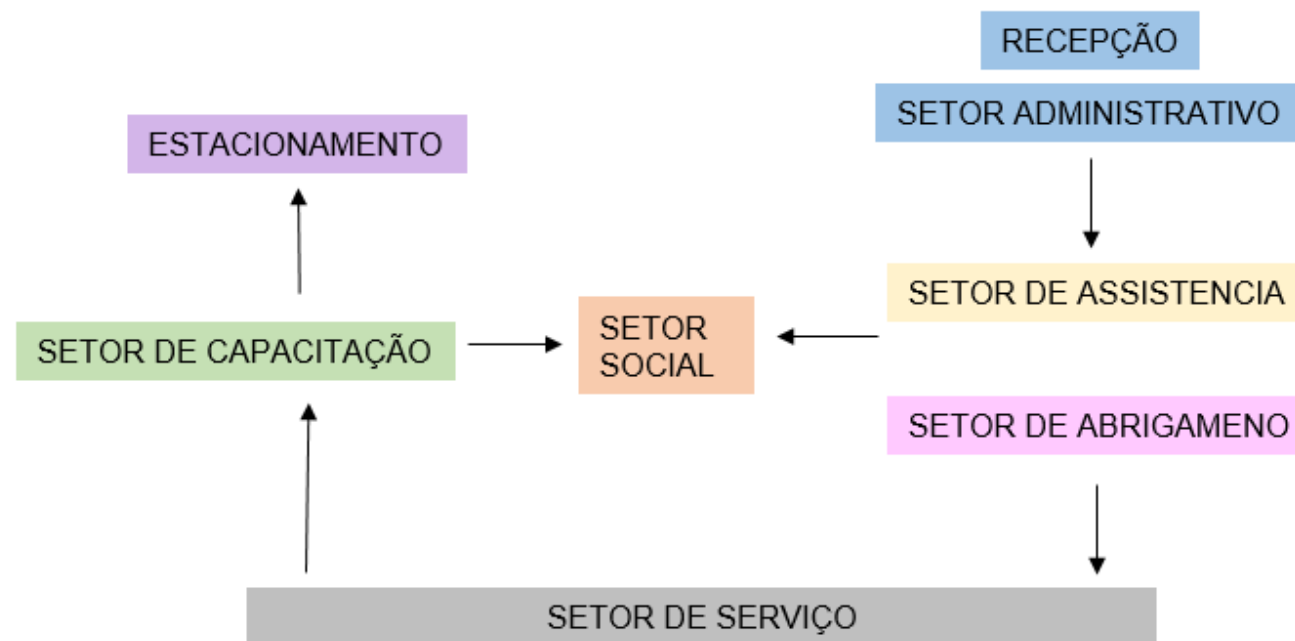 RECEPÇÃO
SETOR ADMINISTRATIVO
ESTACIONAMENTO
SETOR DE ASSISTENCIA
SETOR DE CAPACITAÇÃO
SETOR
SOCIAL
SETOR DE ABRIGAMENO
SETOR DE SERVIÇO